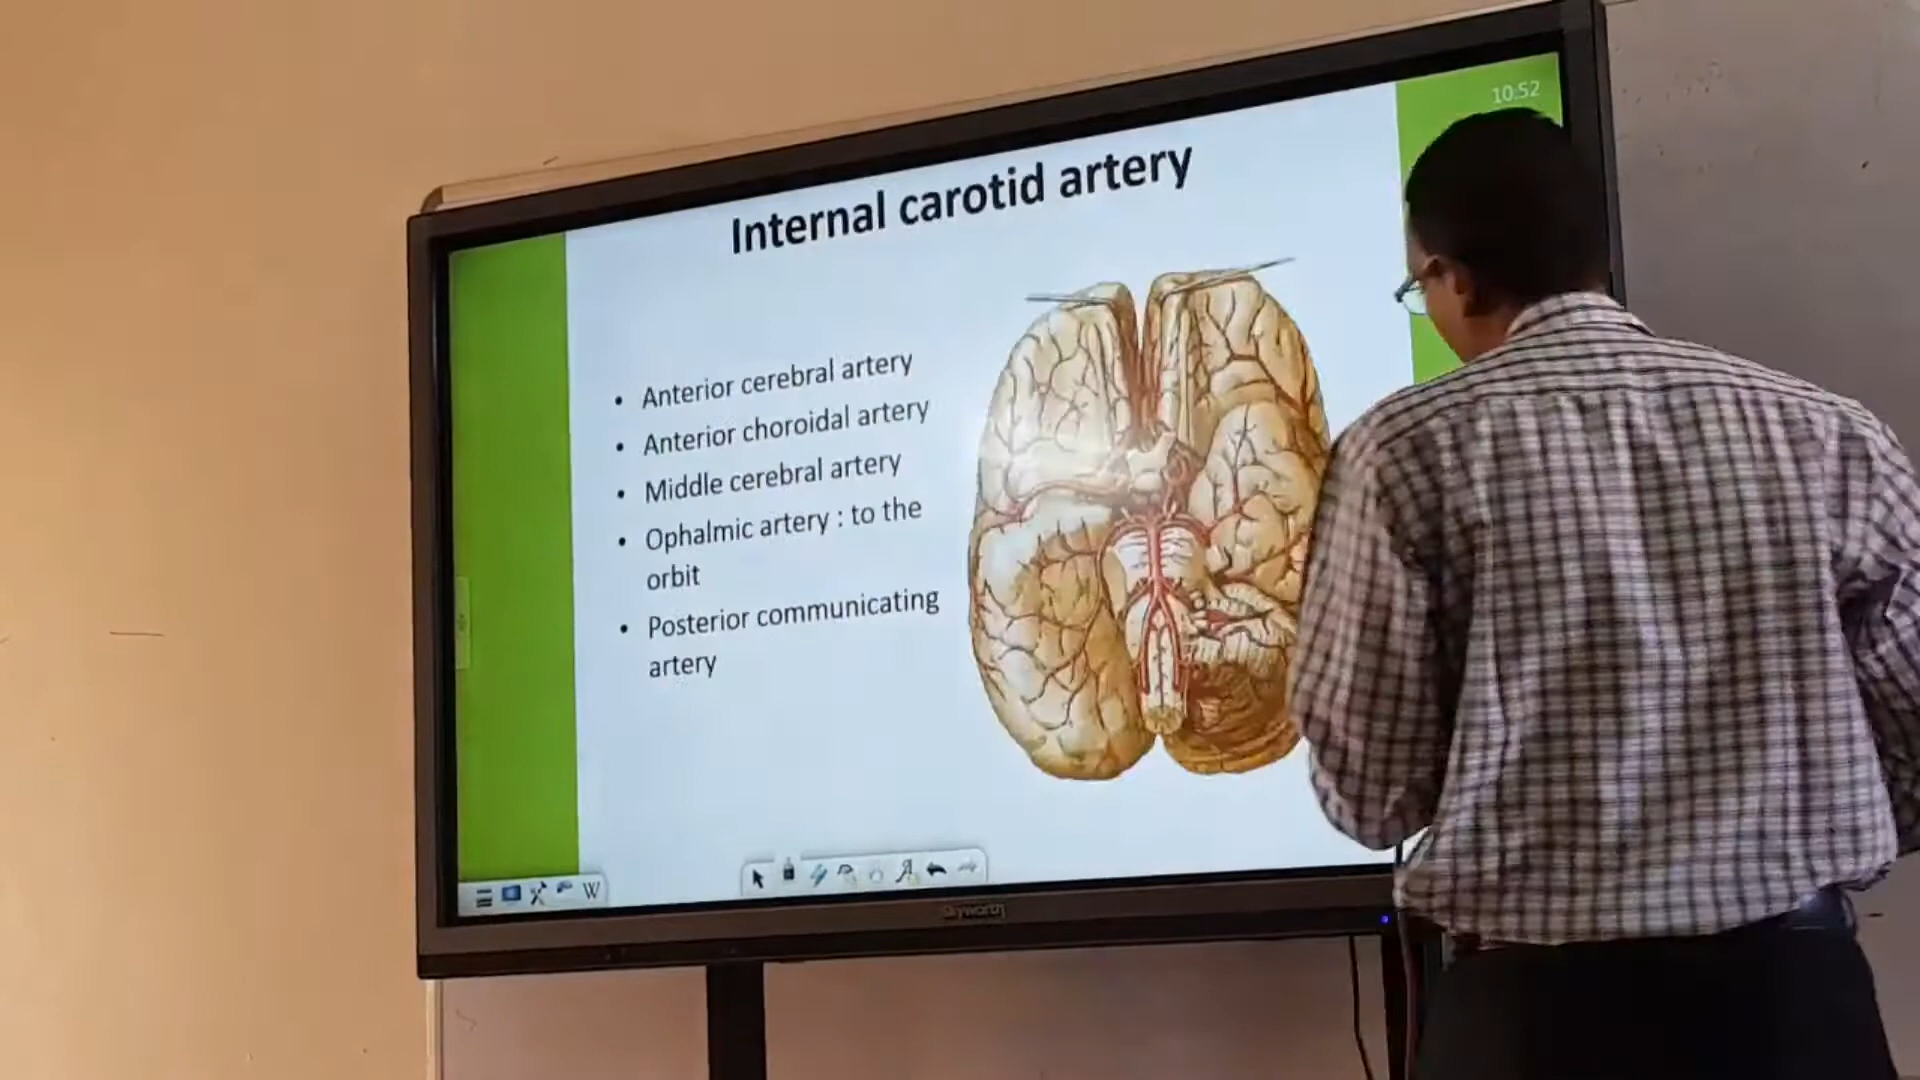 10:52
Internal carotid artery
• Anterior cerebral artery
• Anterior choroidal artery
• Middle cerebral artery
• Ophalmic artery : to the
orbit
• Posterior communicating
artery
W
Skyworth